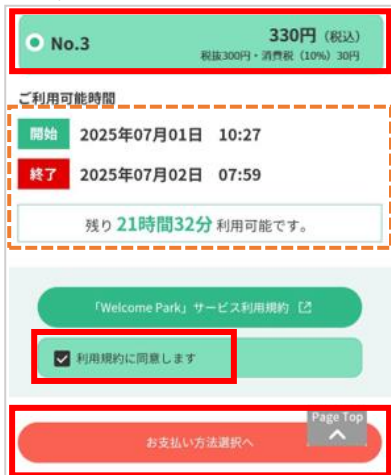 No.3
330円（税込）
税抜300円・消費税（10%）30円
ご利用可能時間
開始 2025年07月01日 10:27
終了 2025年07月02日 07:59
残り 21時間32分 利用可能です。
「Welcome Park」サービス利用規約
利用規約に同意します
Page Top
お支払い方法選択へ